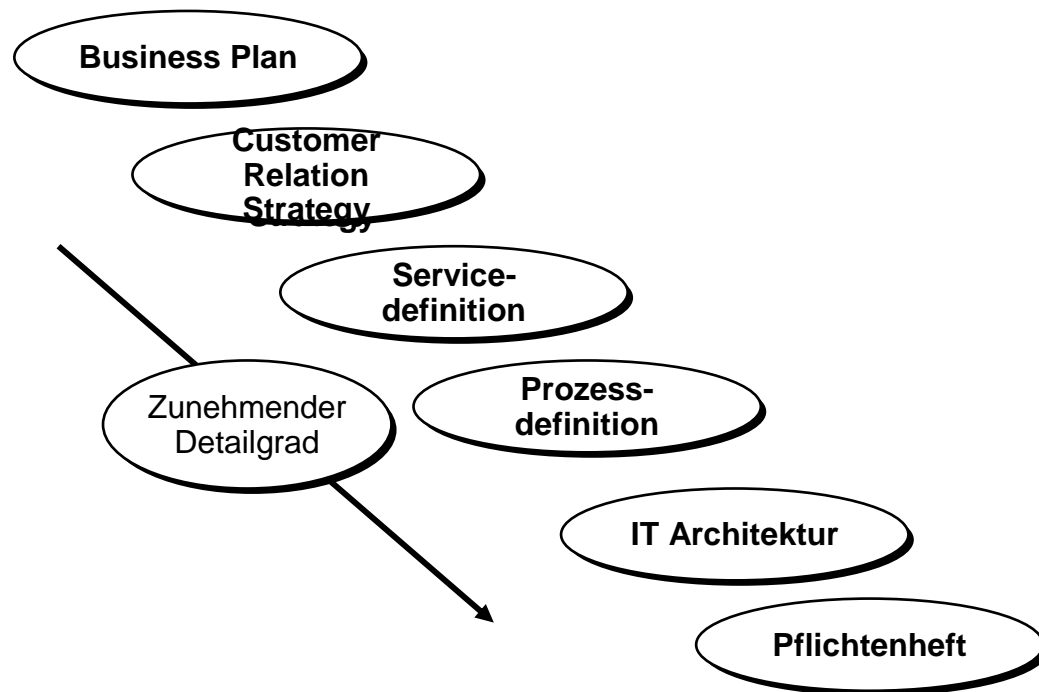 Business Plan
Customer
Relation
Strategy
Service-
definition
Prozess-
definition
Zunehmender
Detailgrad
IT Architektur
Pflichtenheft